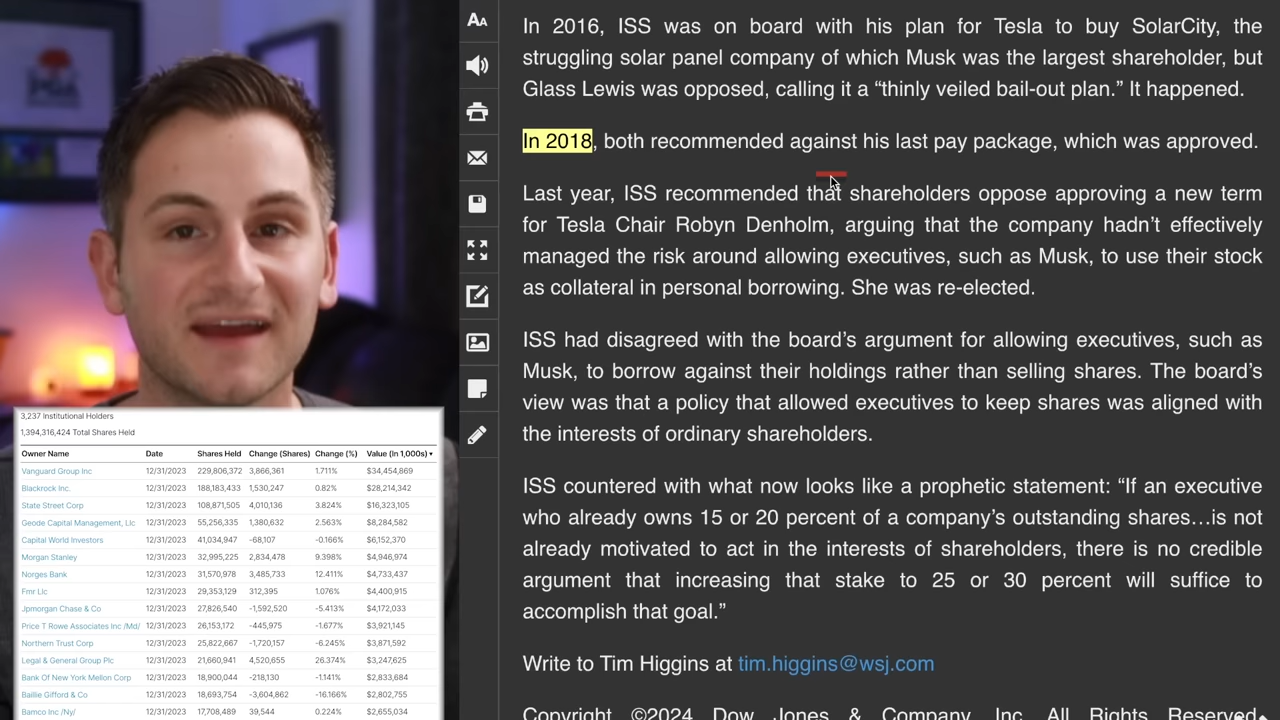 In 2016, ISS was on board with his plan for Tesla to buy SolarCity, the
struggling solar panel company of which Musk was the largest shareholder, but
Glass Lewis was opposed, calling it a “thinly veiled bail-out plan.” It happened.
In 2018, both recommended against his last pay package, which was approved.
Last year, ISS recommended that shareholders oppose approving a new term
for Tesla Chair Robyn Denholm, arguing that the company hadn’t effectively
managed the risk around allowing executives, such as Musk, to use their stock
as collateral in personal borrowing. She was re-elected.
ISS had disagreed with the board’s argument for allowing executives, such as
Musk, to borrow against their holdings rather than selling shares. The board’s
view was that a policy that allowed executives to keep shares was aligned with
the interests of ordinary shareholders.
ISS countered with what now looks like a prophetic statement: “If an executive
who already owns 15 or 20 percent of a company’s outstanding shares…is not
already motivated to act in the interests of shareholders, there is no credible
argument that increasing that stake to 25 or 30 percent will suffice to
accomplish that goal.”
Write to Tim Higgins at tim.higgins@wsj.com
Copyright ©2024 Dow Jones & Company, Inc. All Rights Reserved.
AA
3,237 Institutional Holders
1,394,316,424 Total Shares Held
Owner Name Date Shares Held Change (Shares) Change (%) Value (In 1,000s) ▾
Vanguard Group Inc 12/31/2023 229,806,372 3,866,361 1.711% $34,454,869
Blackrock Inc. 12/31/2023 188,183,433 1,530,247 0.82% $28,214,342
State Street Corp 12/31/2023 108,871,505 4,010,136 3.824% $16,323,105
Geode Capital Management, Llc 12/31/2023 55,256,335 1,380,632 2.563% $8,284,582
Capital World Investors 12/31/2023 41,034,947 -68,107 -0.166% $6,152,370
Morgan Stanley 12/31/2023 32,995,225 2,834,478 9.398% $4,946,974
Norges Bank 12/31/2023 31,570,978 3,485,733 12.411% $4,733,437
Fmr Llc 12/31/2023 29,353,129 312,395 1.076% $4,400,915
Jpmorgan Chase & Co 12/31/2023 27,826,540 -1,592,520 -5.413% $4,172,033
Price T Rowe Associates Inc /Md/ 12/31/2023 26,153,172 -445,975 -1.677% $3,921,145
Northern Trust Corp 12/31/2023 25,822,667 -1,720,157 -6.245% $3,871,592
Legal & General Group Plc 12/31/2023 21,660,941 4,520,655 26.374% $3,247,625
Bank Of New York Mellon Corp 12/31/2023 18,900,044 -218,130 -1.141% $2,833,684
Baillie Gifford & Co 12/31/2023 18,693,754 -3,604,862 -16.166% $2,802,755
Bamco Inc /Ny/ 12/31/2023 17,708,489 39,544 0.224% $2,655,034